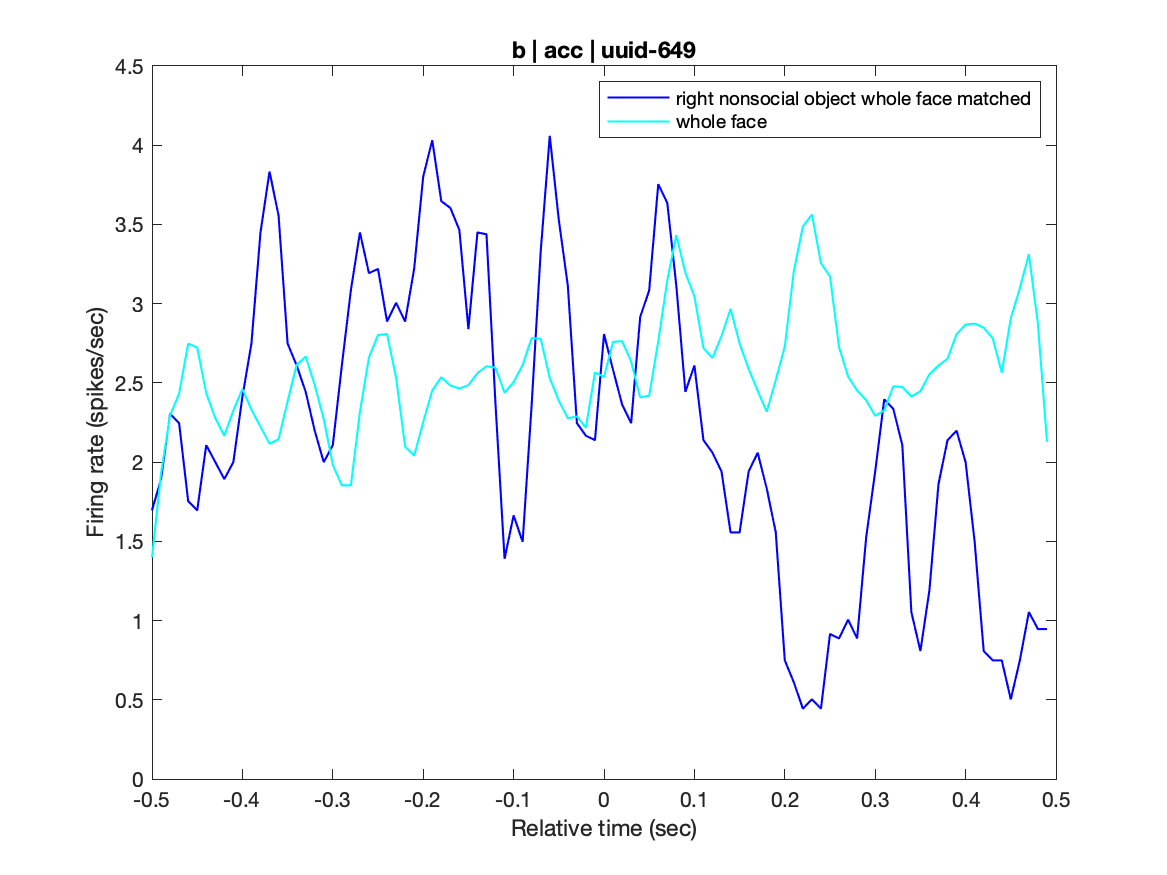 b | acc | uuid-649
right nonsocial object whole face matched
whole face
4.5
4
3.5
3
2.5
2
1.5
1
0.5
0
Firing rate (spikes/sec)
-0.5 -0.4 -0.3 -0.2 -0.1 0 0.1 0.2 0.3 0.4 0.5
Relative time (sec)